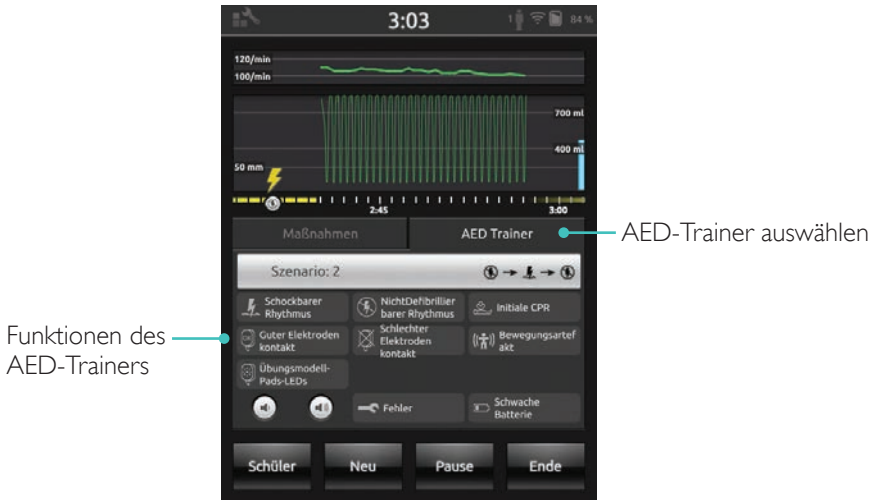 3:03
1
84 %
120/min
100/min
700 ml
400 ml
50 mm
2:45
3:00
Maßnahmen
AED Trainer
AED-Trainer auswählen
Szenario: 2
Schockbarer
Rhythmus
NichtDefibrillier
barer Rhythmus
Initiale CPR
Funktionen des
AED-Trainers
Guter Elektroden
kontakt
Schlechter
Elektroden
kontakt
Bewegungsartef
akt
Übungsmodell-
Pads-LEDs
Fehler
Schwache
Batterie
Schüler
Neu
Pause
Ende